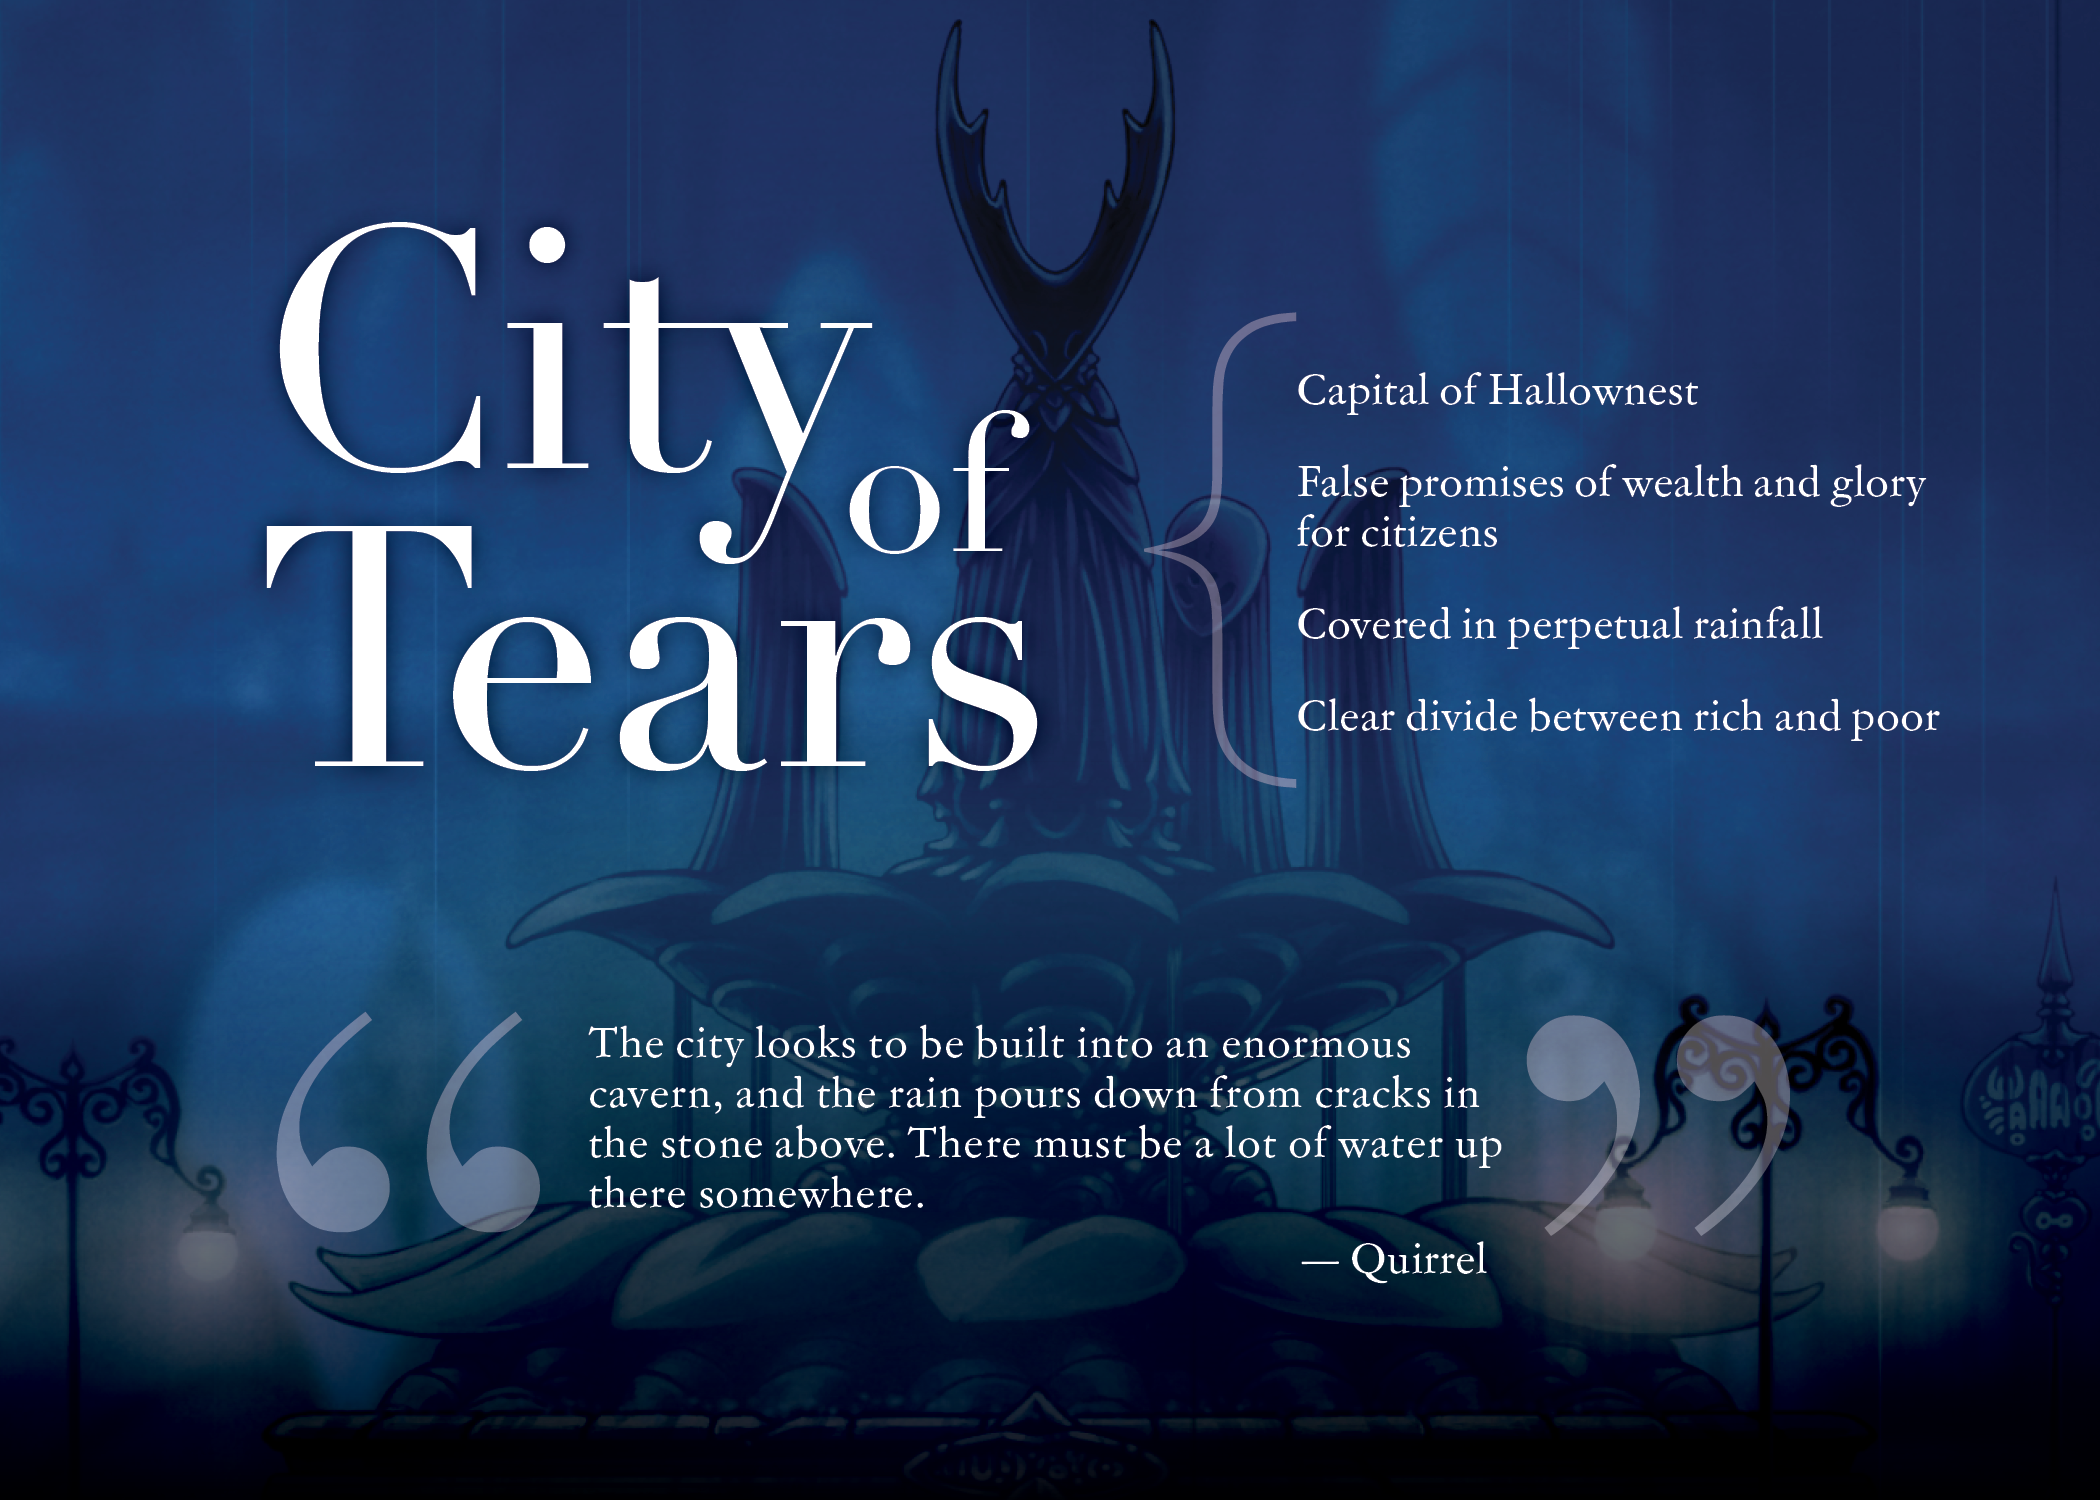 City
of
Tears
Capital of Hallownest
False promises of wealth and glory
for citizens
Covered in perpetual rainfall
Clear divide between rich and poor
“The city looks to be built into an enormous
cavern, and the rain pours down from cracks in
the stone above. There must be a lot of water up
there somewhere.”
— Quirrel